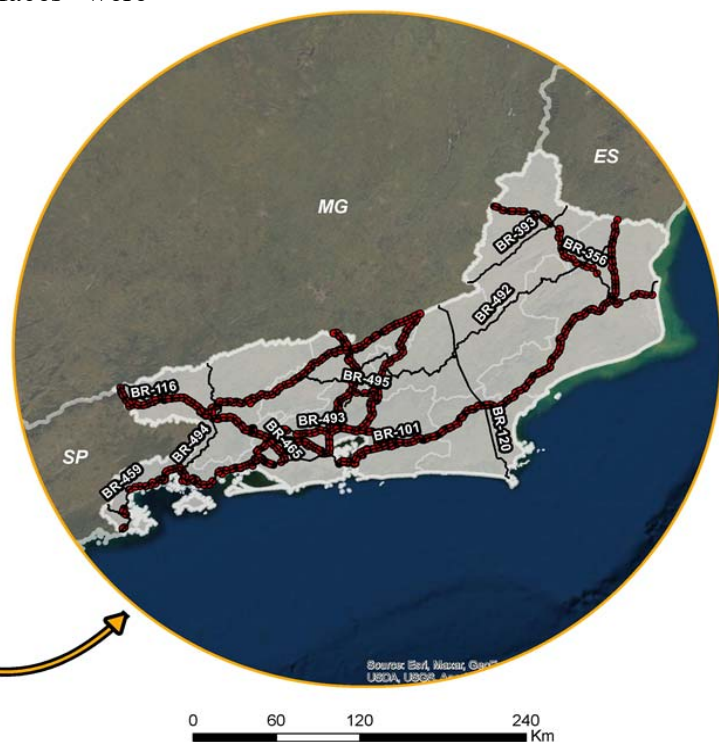 ES
MG
BR-393
BR-356
BR-492
BR-495
BR-116
BR-493
BR-101
BR-120
BR-465
BR-494
SP
BR-459
Source: Esri, Maxar,
USDA, USGS,
0 60 120 240
Km